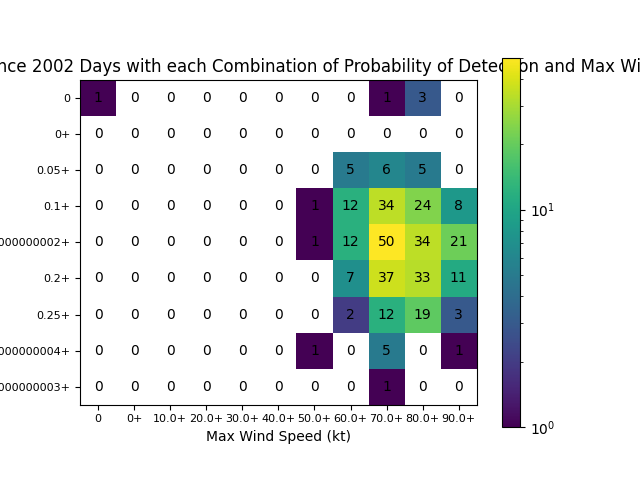 nce 2002 Days with each Combination of Probability of Detection and Max Wi
0 1 0 0 0 0 0 0 0 1 3 0
0+ 0 0 0 0 0 0 0 0 0 0 0
0.05+ 0 0 0 0 0 0 0 5 6 5 0
0.1+ 0 0 0 0 0 0 1 12 34 24 8
000000002+ 0 0 0 0 0 0 1 12 50 34 21
0.2+ 0 0 0 0 0 0 0 7 37 33 11
0.25+ 0 0 0 0 0 0 0 2 12 19 3
000000004+ 0 0 0 0 0 0 1 0 5 0 1
000000003+ 0 0 0 0 0 0 0 0 1 0 0
0 0+ 10.0+ 20.0+ 30.0+ 40.0+ 50.0+ 60.0+ 70.0+ 80.0+ 90.0+
Max Wind Speed (kt)
10¹
10⁰